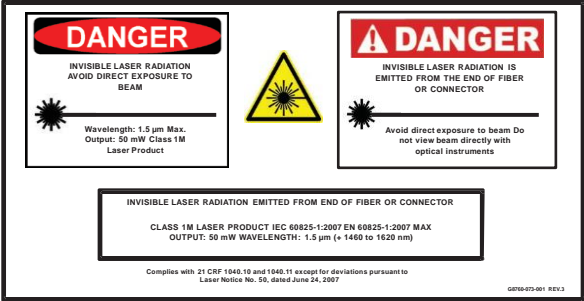 DANGER
INVISIBLE LASER RADIATION
AVOID DIRECT EXPOSURE TO
BEAM
Wavelength: 1.5 µm Max.
Output: 50 mW Class 1M
Laser Product
DANGER
INVISIBLE LASER RADIATION IS
EMITTED FROM THE END OF FIBER
OR CONNECTOR
Avoid direct exposure to beam Do
not view beam directly with
optical instruments
INVISIBLE LASER RADIATION EMITTED FROM END OF FIBER OR CONNECTOR
CLASS 1M LASER PRODUCT IEC 60825-1:2007 EN 60825-1:2007 MAX
OUTPUT: 50 mW WAVELENGTH: 1.5 µm (+ 1460 to 1620 nm)
Complies with 21 CRF 1040.10 and 1040.11 except for deviations pursuant to
Laser Notice No. 50, dated June 24, 2007
G8760-073-001 REV.3